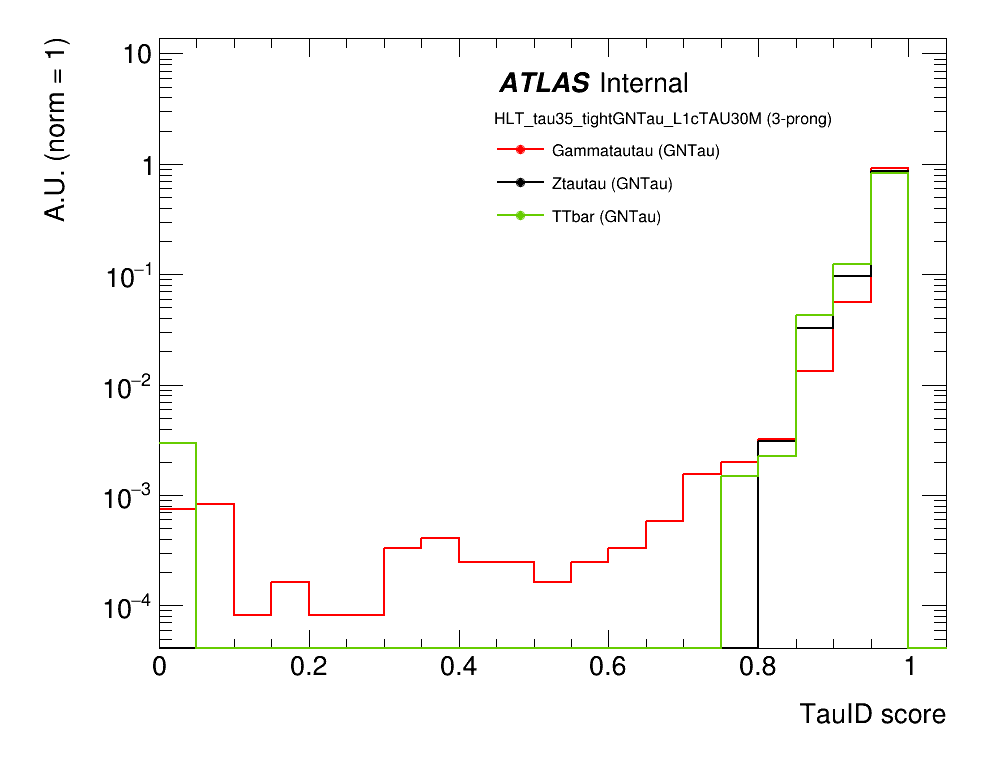 A.U. (norm = 1)
10
1
10⁻¹
10⁻²
10⁻³
10⁻⁴
ATLAS Internal
HLT_tau35_tightGNTau_L1cTAU30M (3-prong)
Gammatautau (GNTau)
Ztautau (GNTau)
TTbar (GNTau)
0 0.2 0.4 0.6 0.8 1
TauID score